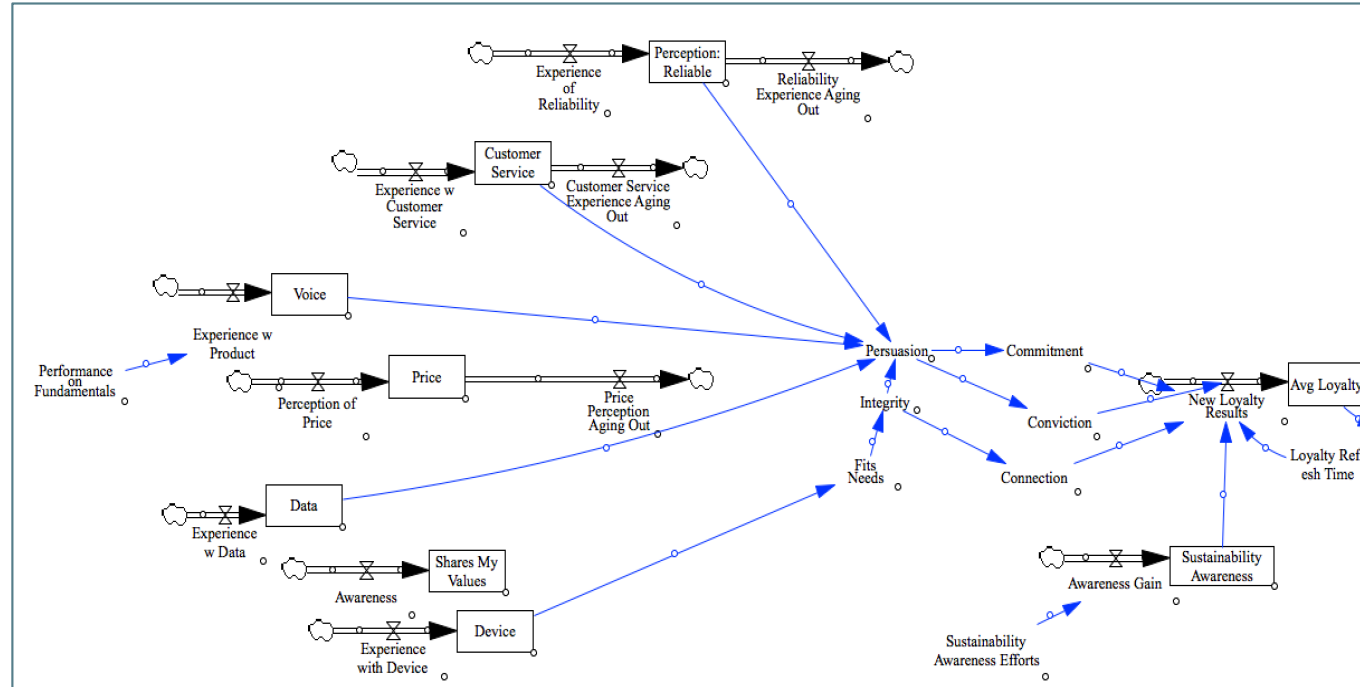 Perception:
Reliable
Experience
of
Reliability
Reliability
Experience Aging
Out
Customer
Service
Experience w
Customer
Service
Customer Service
Experience Aging
Out
Voice
Experience w
Product
Performance
on
Fundamentals
Price
Perception of
Price
Price
Perception
Aging Out
Persuasion
Commitment
Integrity
Conviction
Connection
Fits
Needs
New Loyalty
Results
Avg Loyalty
Loyalty Refr
esh Time
Data
Experience
w Data
Shares My
Values
Awareness
Device
Experience
with Device
Sustainability
Awareness
Awareness Gain
Sustainability
Awareness Efforts